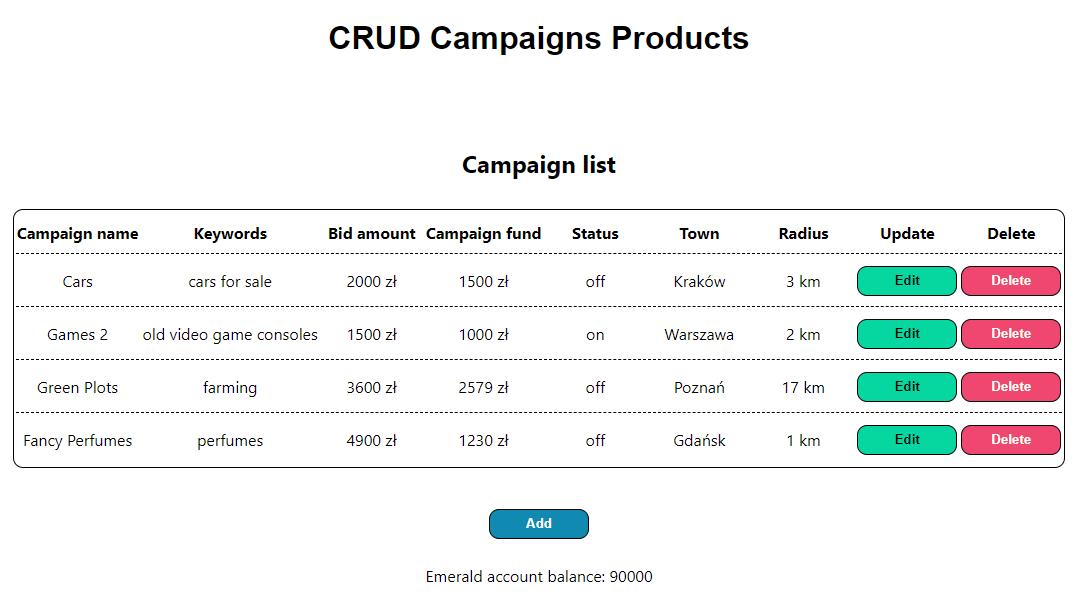 CRUD Campaigns Products
Campaign list
Campaign name Keywords Bid amount Campaign fund Status Town Radius Update Delete
Cars cars for sale 2000 zł 1500 zł off Kraków 3 km Edit Delete
Games 2 old video game consoles 1500 zł 1000 zł on Warszawa 2 km Edit Delete
Green Plots farming 3600 zł 2579 zł off Poznań 17 km Edit Delete
Fancy Perfumes perfumes 4900 zł 1230 zł off Gdańsk 1 km Edit Delete
Add
Emerald account balance: 90000